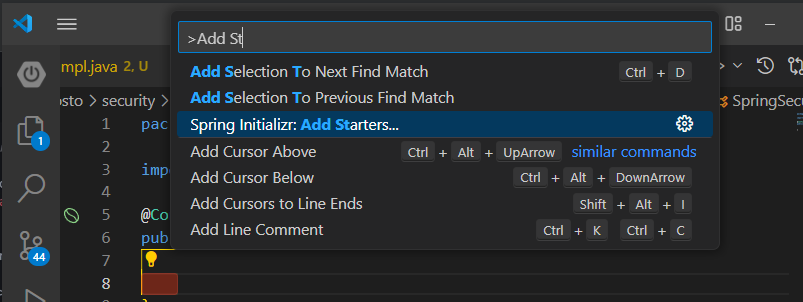 >Add St
mpl.java 2, U
Add Selection To Next Find Match Ctrl + D
Add Selection To Previous Find Match
osto > security SpringSecu
1 pac
Spring Initializr: Add Starters...
2
Add Cursor Above Ctrl + Alt + UpArrow similar commands
3 impo
Add Cursor Below Ctrl + Alt + DownArrow
4
Add Cursors to Line Ends Shift + Alt + I
5 @Co
Add Line Comment Ctrl + K Ctrl + C
6 pub
7
8
1
44